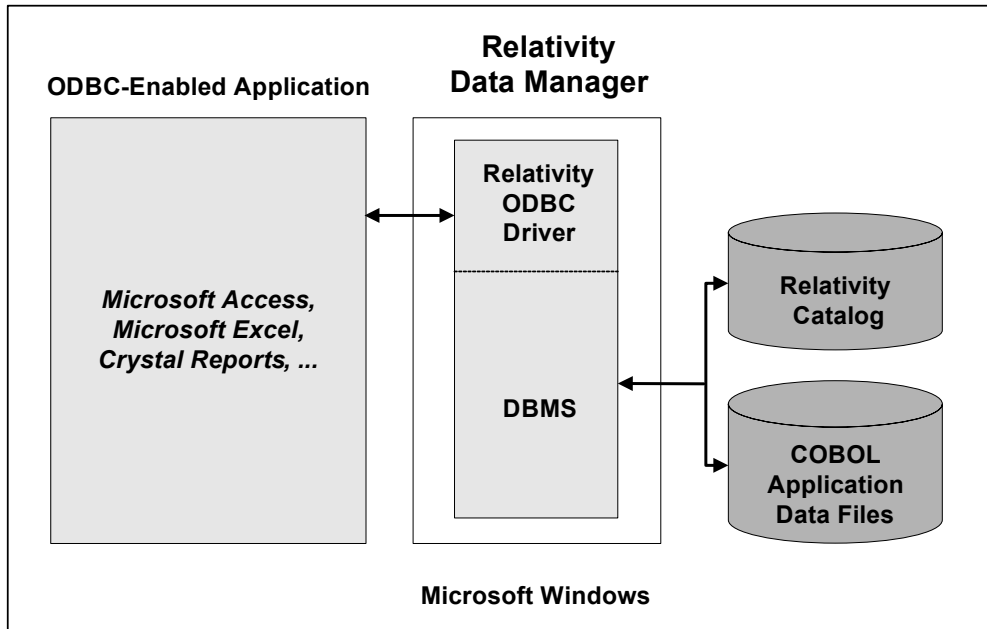 Relativity
Data Manager
ODBC-Enabled Application
Relativity
ODBC
Driver
Microsoft Access,
Microsoft Excel,
Crystal Reports, ...
DBMS
Relativity
Catalog
COBOL
Application
Data Files
Microsoft Windows